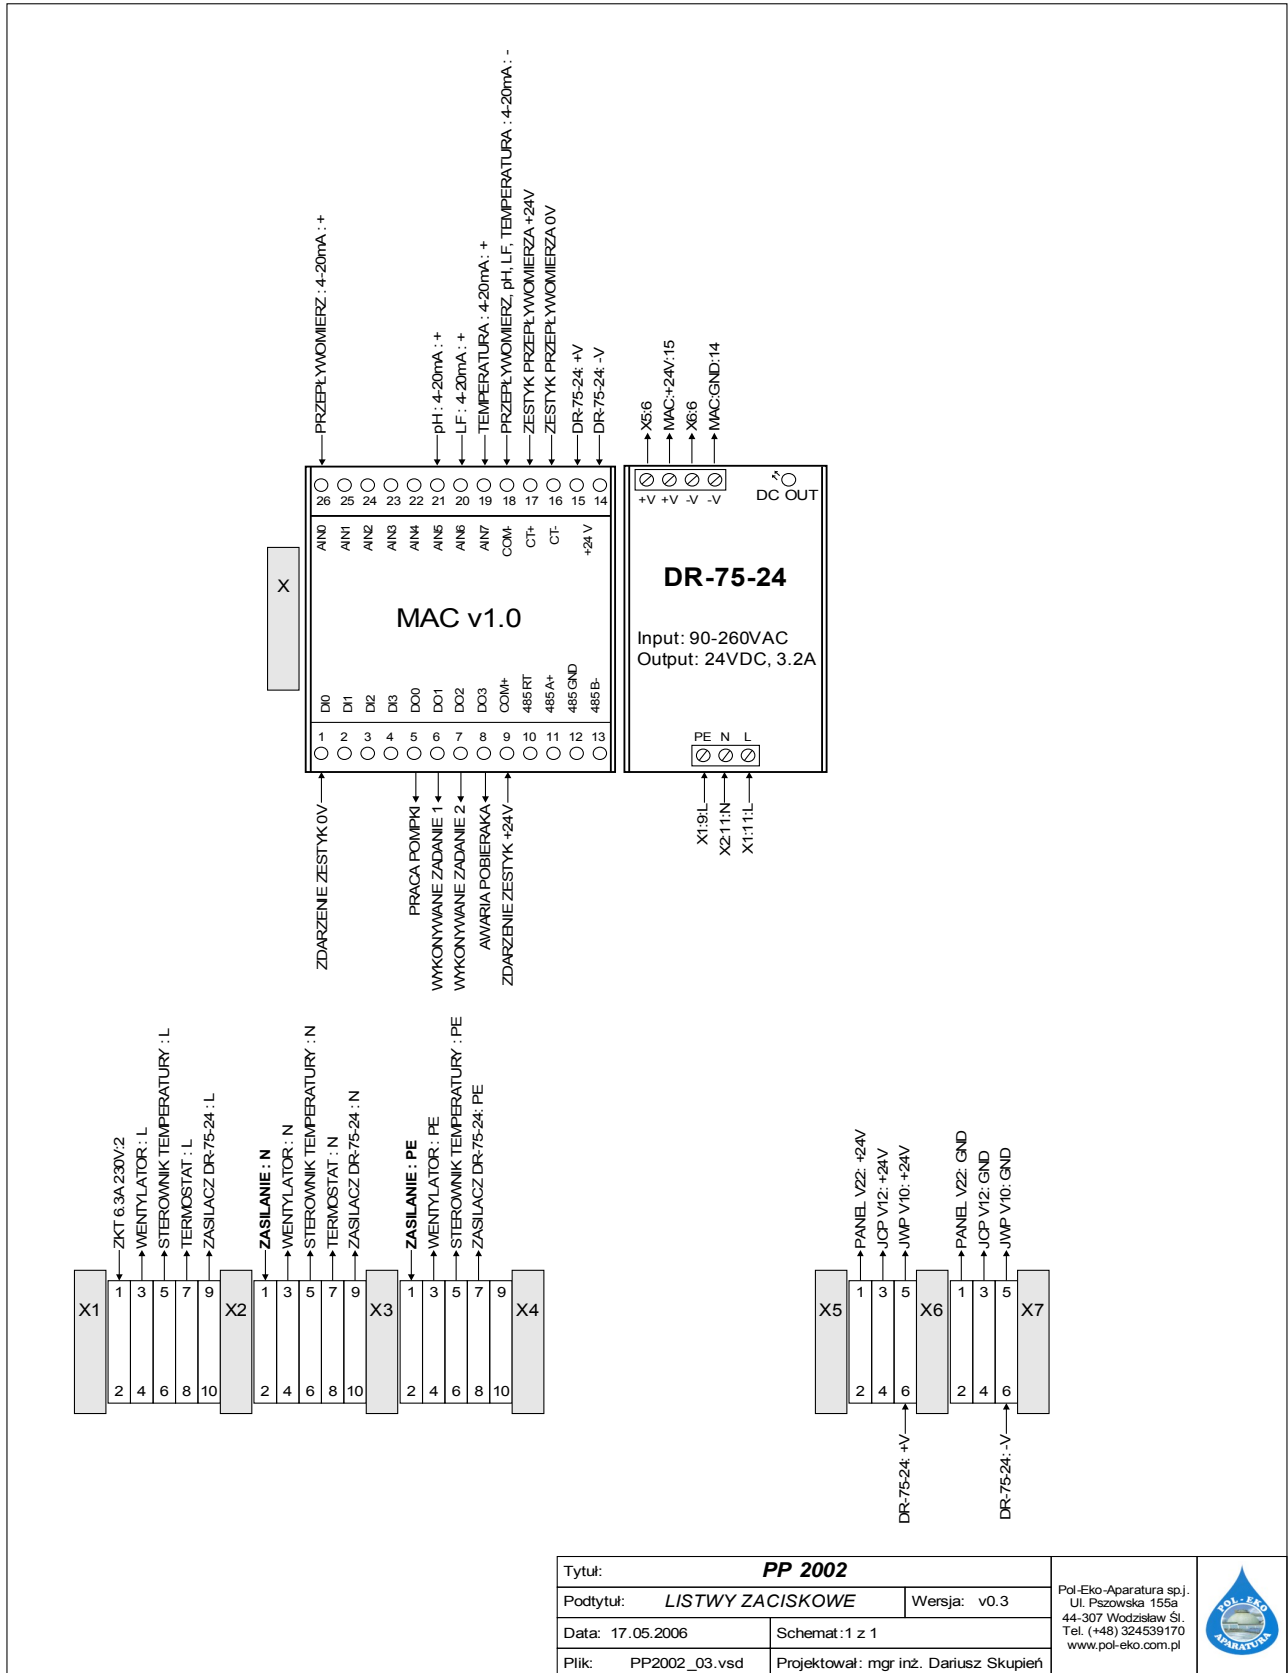 PRZEPŁYWOMIERZ : 4-20mA : +
pH : 4-20mA : +
LF : 4-20mA : +
TEMPERATURA : 4-20mA : +
PRZEPŁYWOMIERZ, pH, LF, TEMPERATURA : 4-20mA : -
ZESTYK PRZEPŁYWOMIERZA +24V
ZESTYK PRZEPŁYWOMIERZA 0V
DR-75-24: +V
DR-75-24: -V
X5:6
MAC:+24V:15
X6:6
MAC:GND:14
26 25 24 23 22 21 20 19 18 17 16 15 14
AIN0 AIN1 AIN2 AIN3 AIN4 AIN5 AIN6 AIN7 COM- CT+ CT- +24 V
X
MAC v1.0
DI0 DI1 DI2 DI3 DO0 DO1 DO2 DO3 COM+ 485RT 485A+ 485GND 485B-
1 2 3 4 5 6 7 8 9 10 11 12 13
+V +V -V -V
DC OUT
DR-75-24
Input: 90-260VAC
Output: 24VDC, 3.2A
PE N L
X1:9:L
X2:11:N
X1:11:L
ZDARZENIE ZESTYK 0V
PRACA POMPKI
WYKONYWANE ZADANIE 1
WYKONYWANE ZADANIE 2
AWARIA POBIERAKA
ZDARZENIE ZESTYK +24V
ZKT 6.3A 230V:2
WENTYLATOR : L
STEROWNIK TEMPERATURY : L
TERMOSTAT : L
ZASILACZ DR-75-24 : L
ZASILANIE : N
WENTYLATOR : N
STEROWNIK TEMPERATURY : N
TERMOSTAT : N
ZASILACZ DR-75-24 : N
ZASILANIE : PE
WENTYLATOR : PE
STEROWNIK TEMPERATURY : PE
ZASILACZ DR-75-24: PE
X1 1 3 5 7 9 X2 1 3 5 7 9 X3 1 3 5 7 9 X4
2 4 6 8 10 2 4 6 8 10 2 4 6 8 10
PANEL V22: +24V
JCP V12: +24V
JWP V10: +24V
PANEL V22: GND
JCP V12: GND
JWP V10: GND
X5 1 3 5 X6 1 3 5 X7
2 4 6 2 4 6
DR-75-24: +V
DR-75-24: -V
Tytuł: PP 2002
Podtytuł: LISTWY ZACISKOWE Wersja: v0.3
Data: 17.05.2006 Schemat:1 z 1
Plik: PP2002_03.vsd Projektował: mgr inż. Dariusz Skupień
Pol-Eko-Aparatura sp.j.
Ul. Pszowska 155a
44-307 Wodzisław Śl.
Tel. (+48) 324539170
www.pol-eko.com.pl
POL - EKO
APARATURA